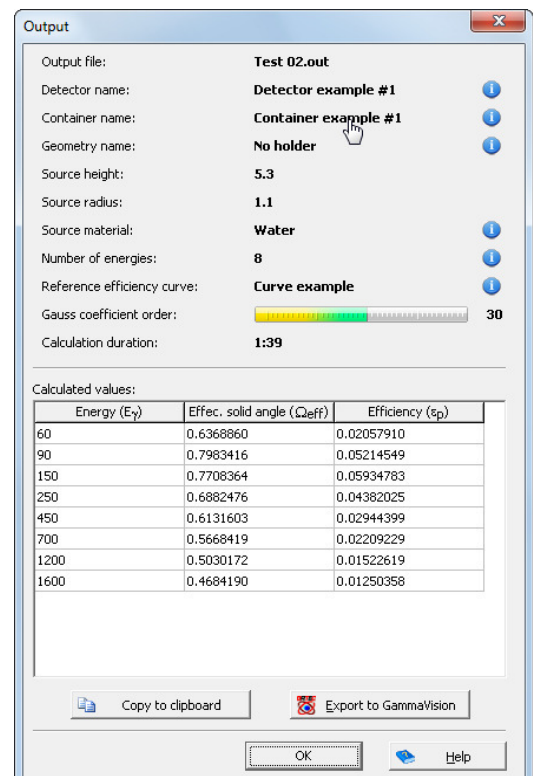 Output
Output file: Test 02.out
Detector name: Detector example #1
Container name: Container example #1
Geometry name: No holder
Source height: 5.3
Source radius: 1.1
Source material: Water
Number of energies: 8
Reference efficiency curve: Curve example
Gauss coefficient order: 30
Calculation duration: 1:39
Calculated values:
Energy (Eγ) Effec. solid angle (Ωeff) Efficiency (εp)
60 0.6368860 0.02057910
90 0.7983416 0.05214549
150 0.7708364 0.05934783
250 0.6882476 0.04382025
450 0.6131603 0.02944399
700 0.5668419 0.02209229
1200 0.5030172 0.01522619
1600 0.4684190 0.01250358
Copy to clipboard Export to GammaVision
OK Help